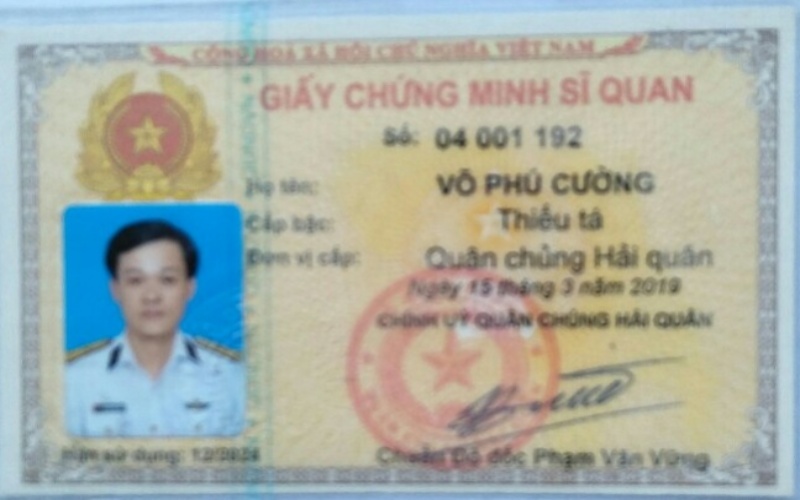 CỘNG HOÀ XÃ HỘI CHỦ NGHĨA VIỆT NAM
GIẤY CHỨNG MINH SĨ QUAN
Số: 04 001 192
Họ tên: VÕ PHÚ CƯỜNG
Cấp bậc: Thiếu tá
Đơn vị cấp: Quân chủng Hải quân
Ngày 15 tháng 3 năm 2019
CHÍNH UỶ QUÂN CHỦNG HẢI QUÂN
Hạn sử dụng: 12/
Chuẩn Đô đốc Phạm Văn Vững